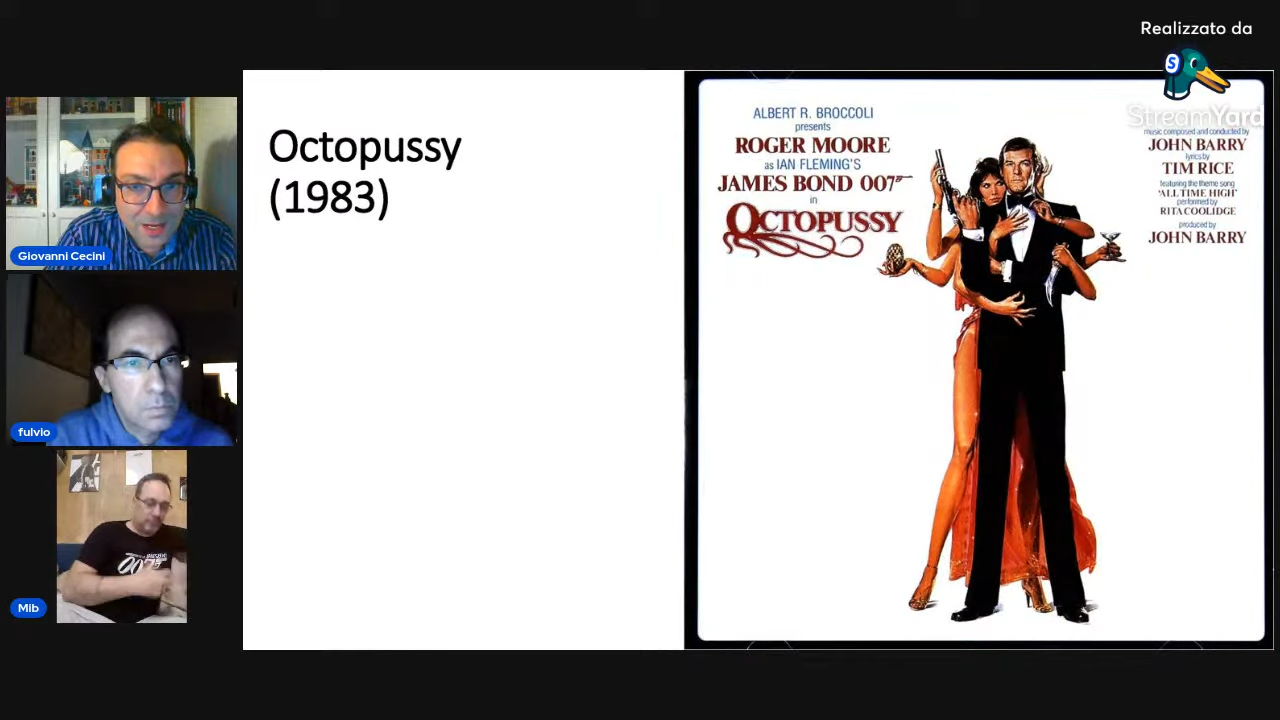 Realizzato da
StreamYard
Octopussy
(1983)
ALBERT R. BROCCOLI
presents
ROGER MOORE
as IAN FLEMING'S
JAMES BOND 007
in
OCTOPUSSY
music composed and conducted by
JOHN BARRY
lyrics by
TIM RICE
featuring the theme song
'ALL TIME HIGH'
performed by
RITA COOLIDGE
produced by
JOHN BARRY
Giovanni Cecini
fulvio
007
Mib